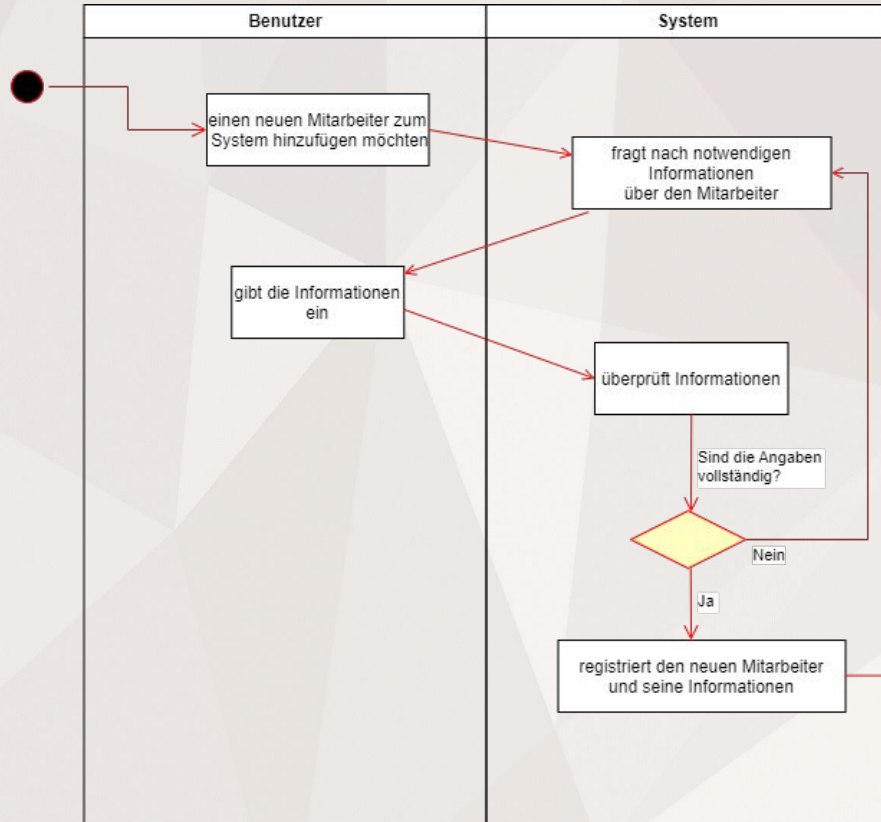 Benutzer
System
einen neuen Mitarbeiter zum
System hinzufügen möchten
fragt nach notwendigen
Informationen
über den Mitarbeiter
gibt die Informationen
ein
überprüft Informationen
Sind die Angaben
vollständig?
Nein
Ja
registriert den neuen Mitarbeiter
und seine Informationen